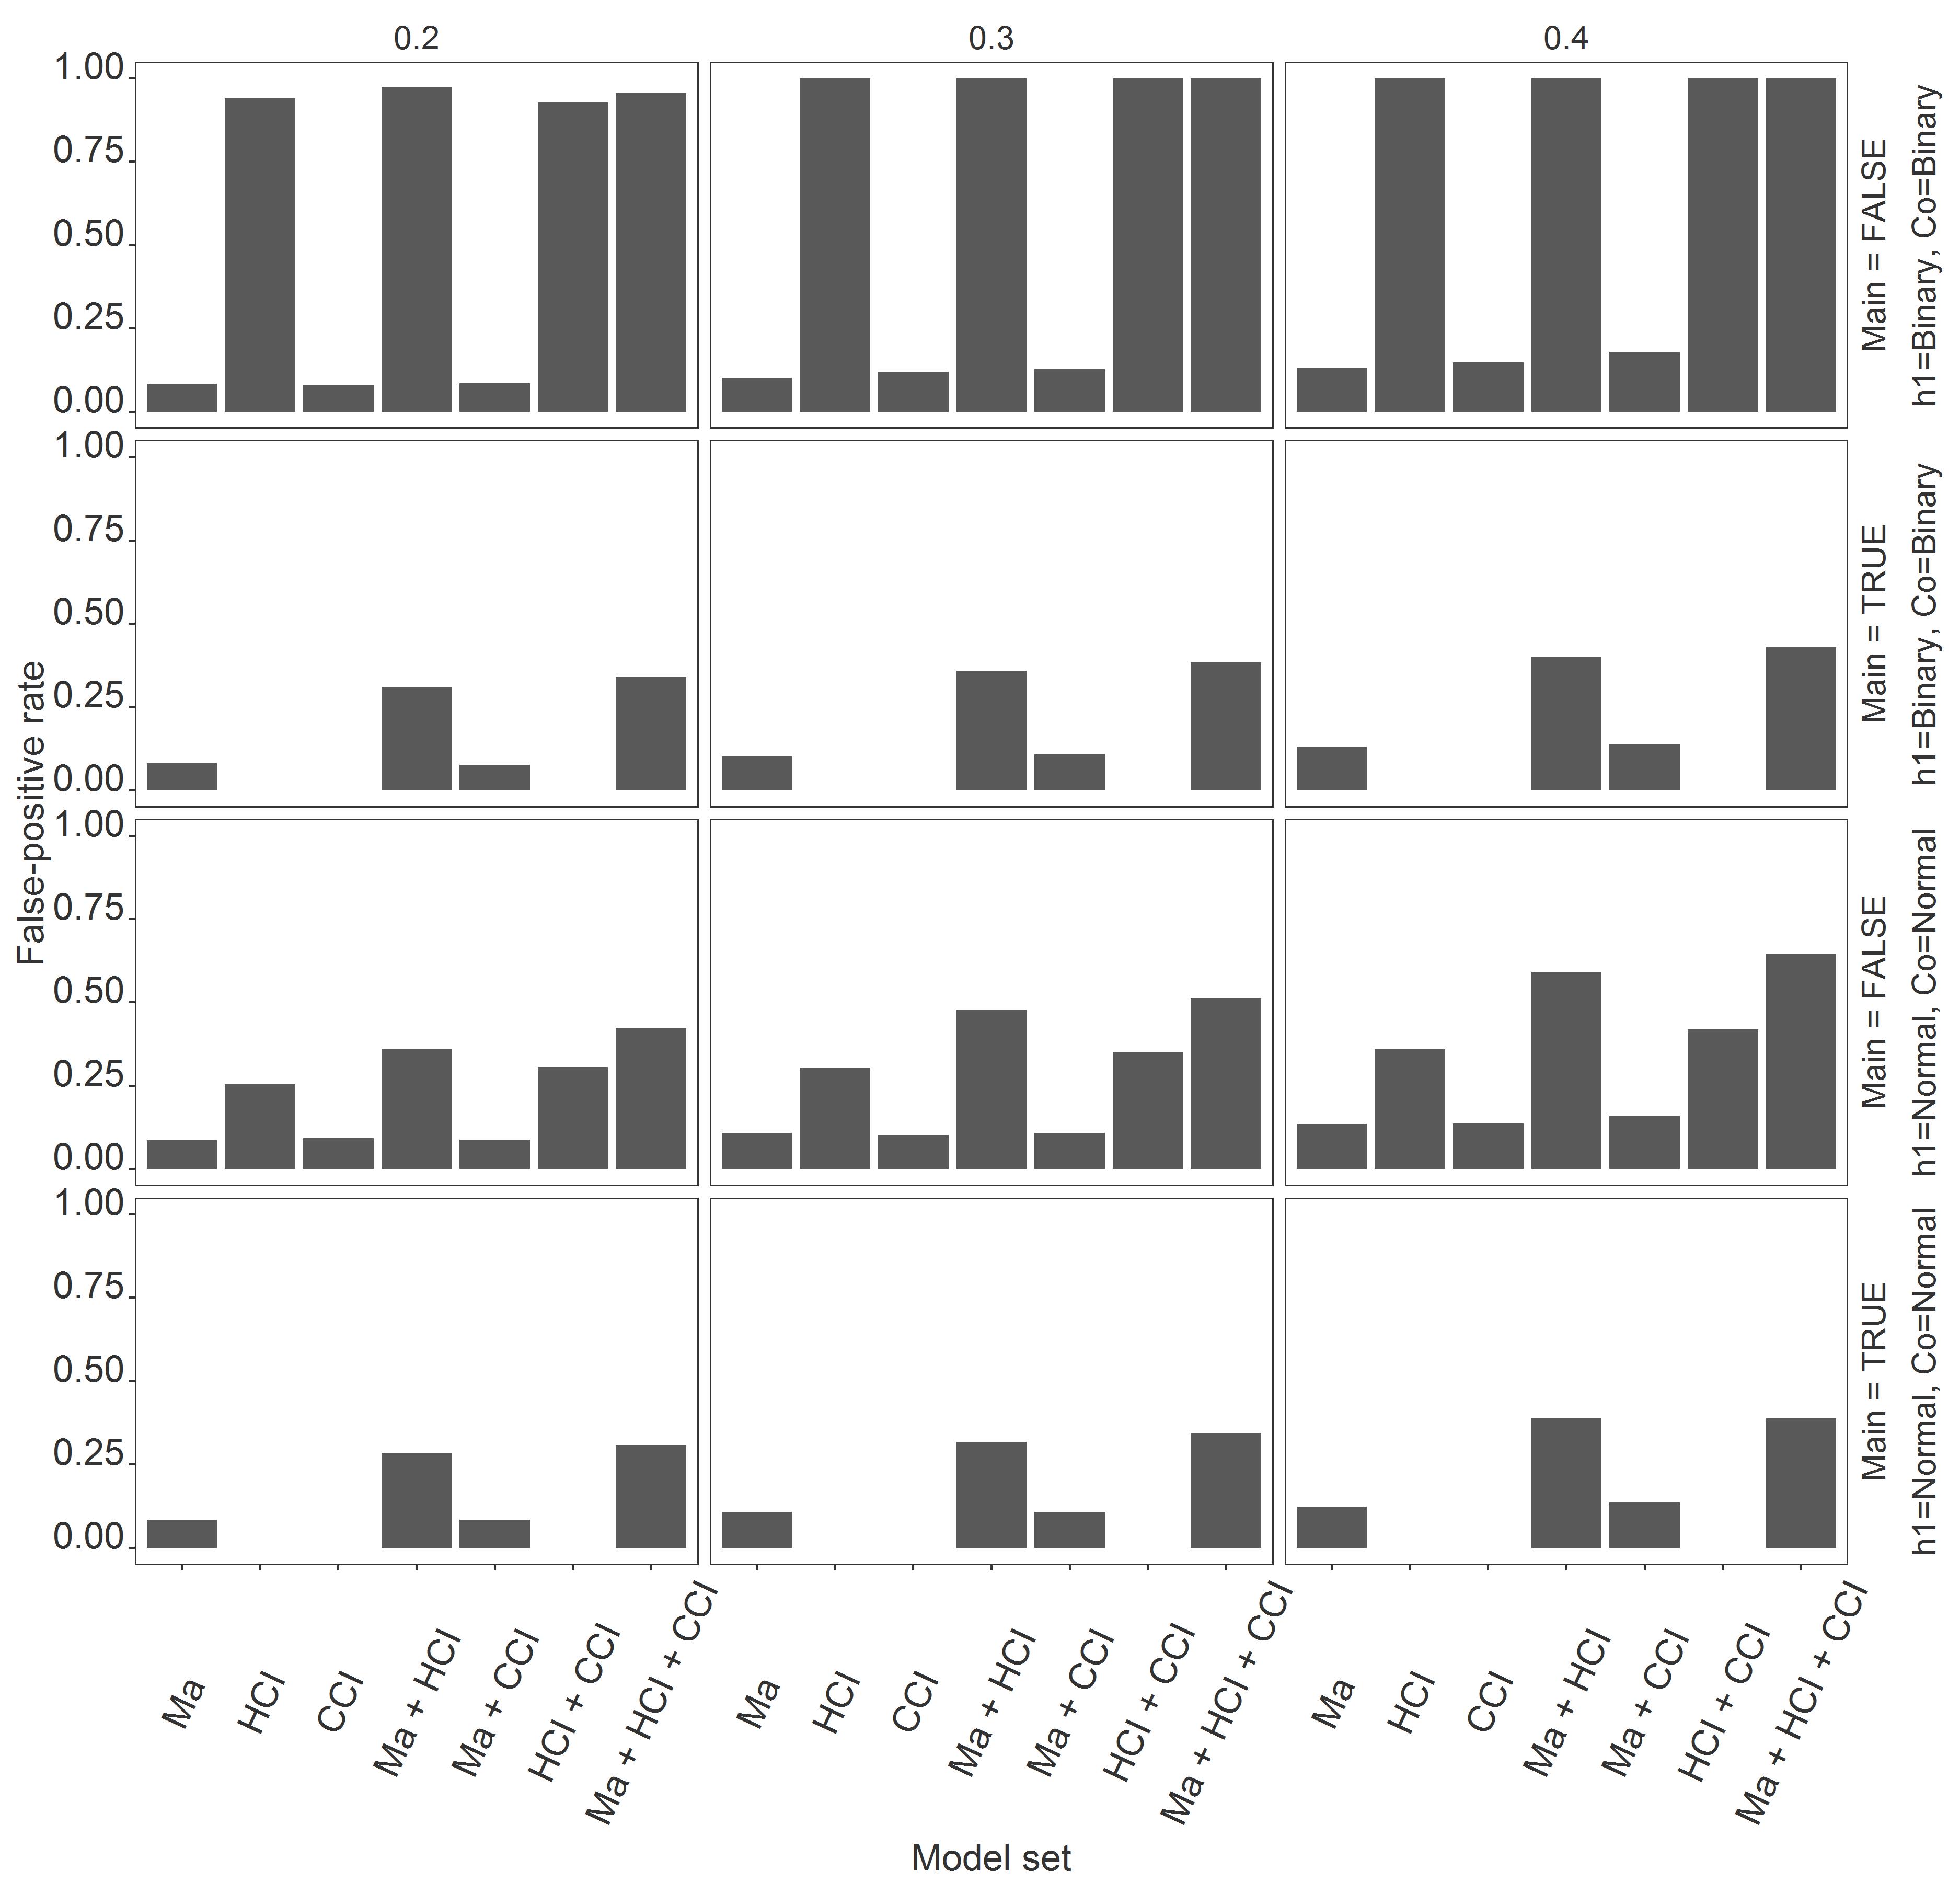 0.2 0.3 0.4
1.00
0.75
0.50
0.25
0.00
Main = FALSE
h1=Binary, Co=Binary
1.00
0.75
0.50
0.25
0.00
Main = TRUE
h1=Binary, Co=Binary
1.00
0.75
0.50
0.25
0.00
Main = FALSE
h1=Normal, Co=Normal
1.00
0.75
0.50
0.25
0.00
Main = TRUE
h1=Normal, Co=Normal
False-positive rate
Ma
HCI
CCI
Ma + HCI
Ma + CCI
HCI + CCI
Ma + HCI + CCI
Ma
HCI
CCI
Ma + HCI
Ma + CCI
HCI + CCI
Ma + HCI + CCI
Ma
HCI
CCI
Ma + HCI
Ma + CCI
HCI + CCI
Ma + HCI + CCI
Model set